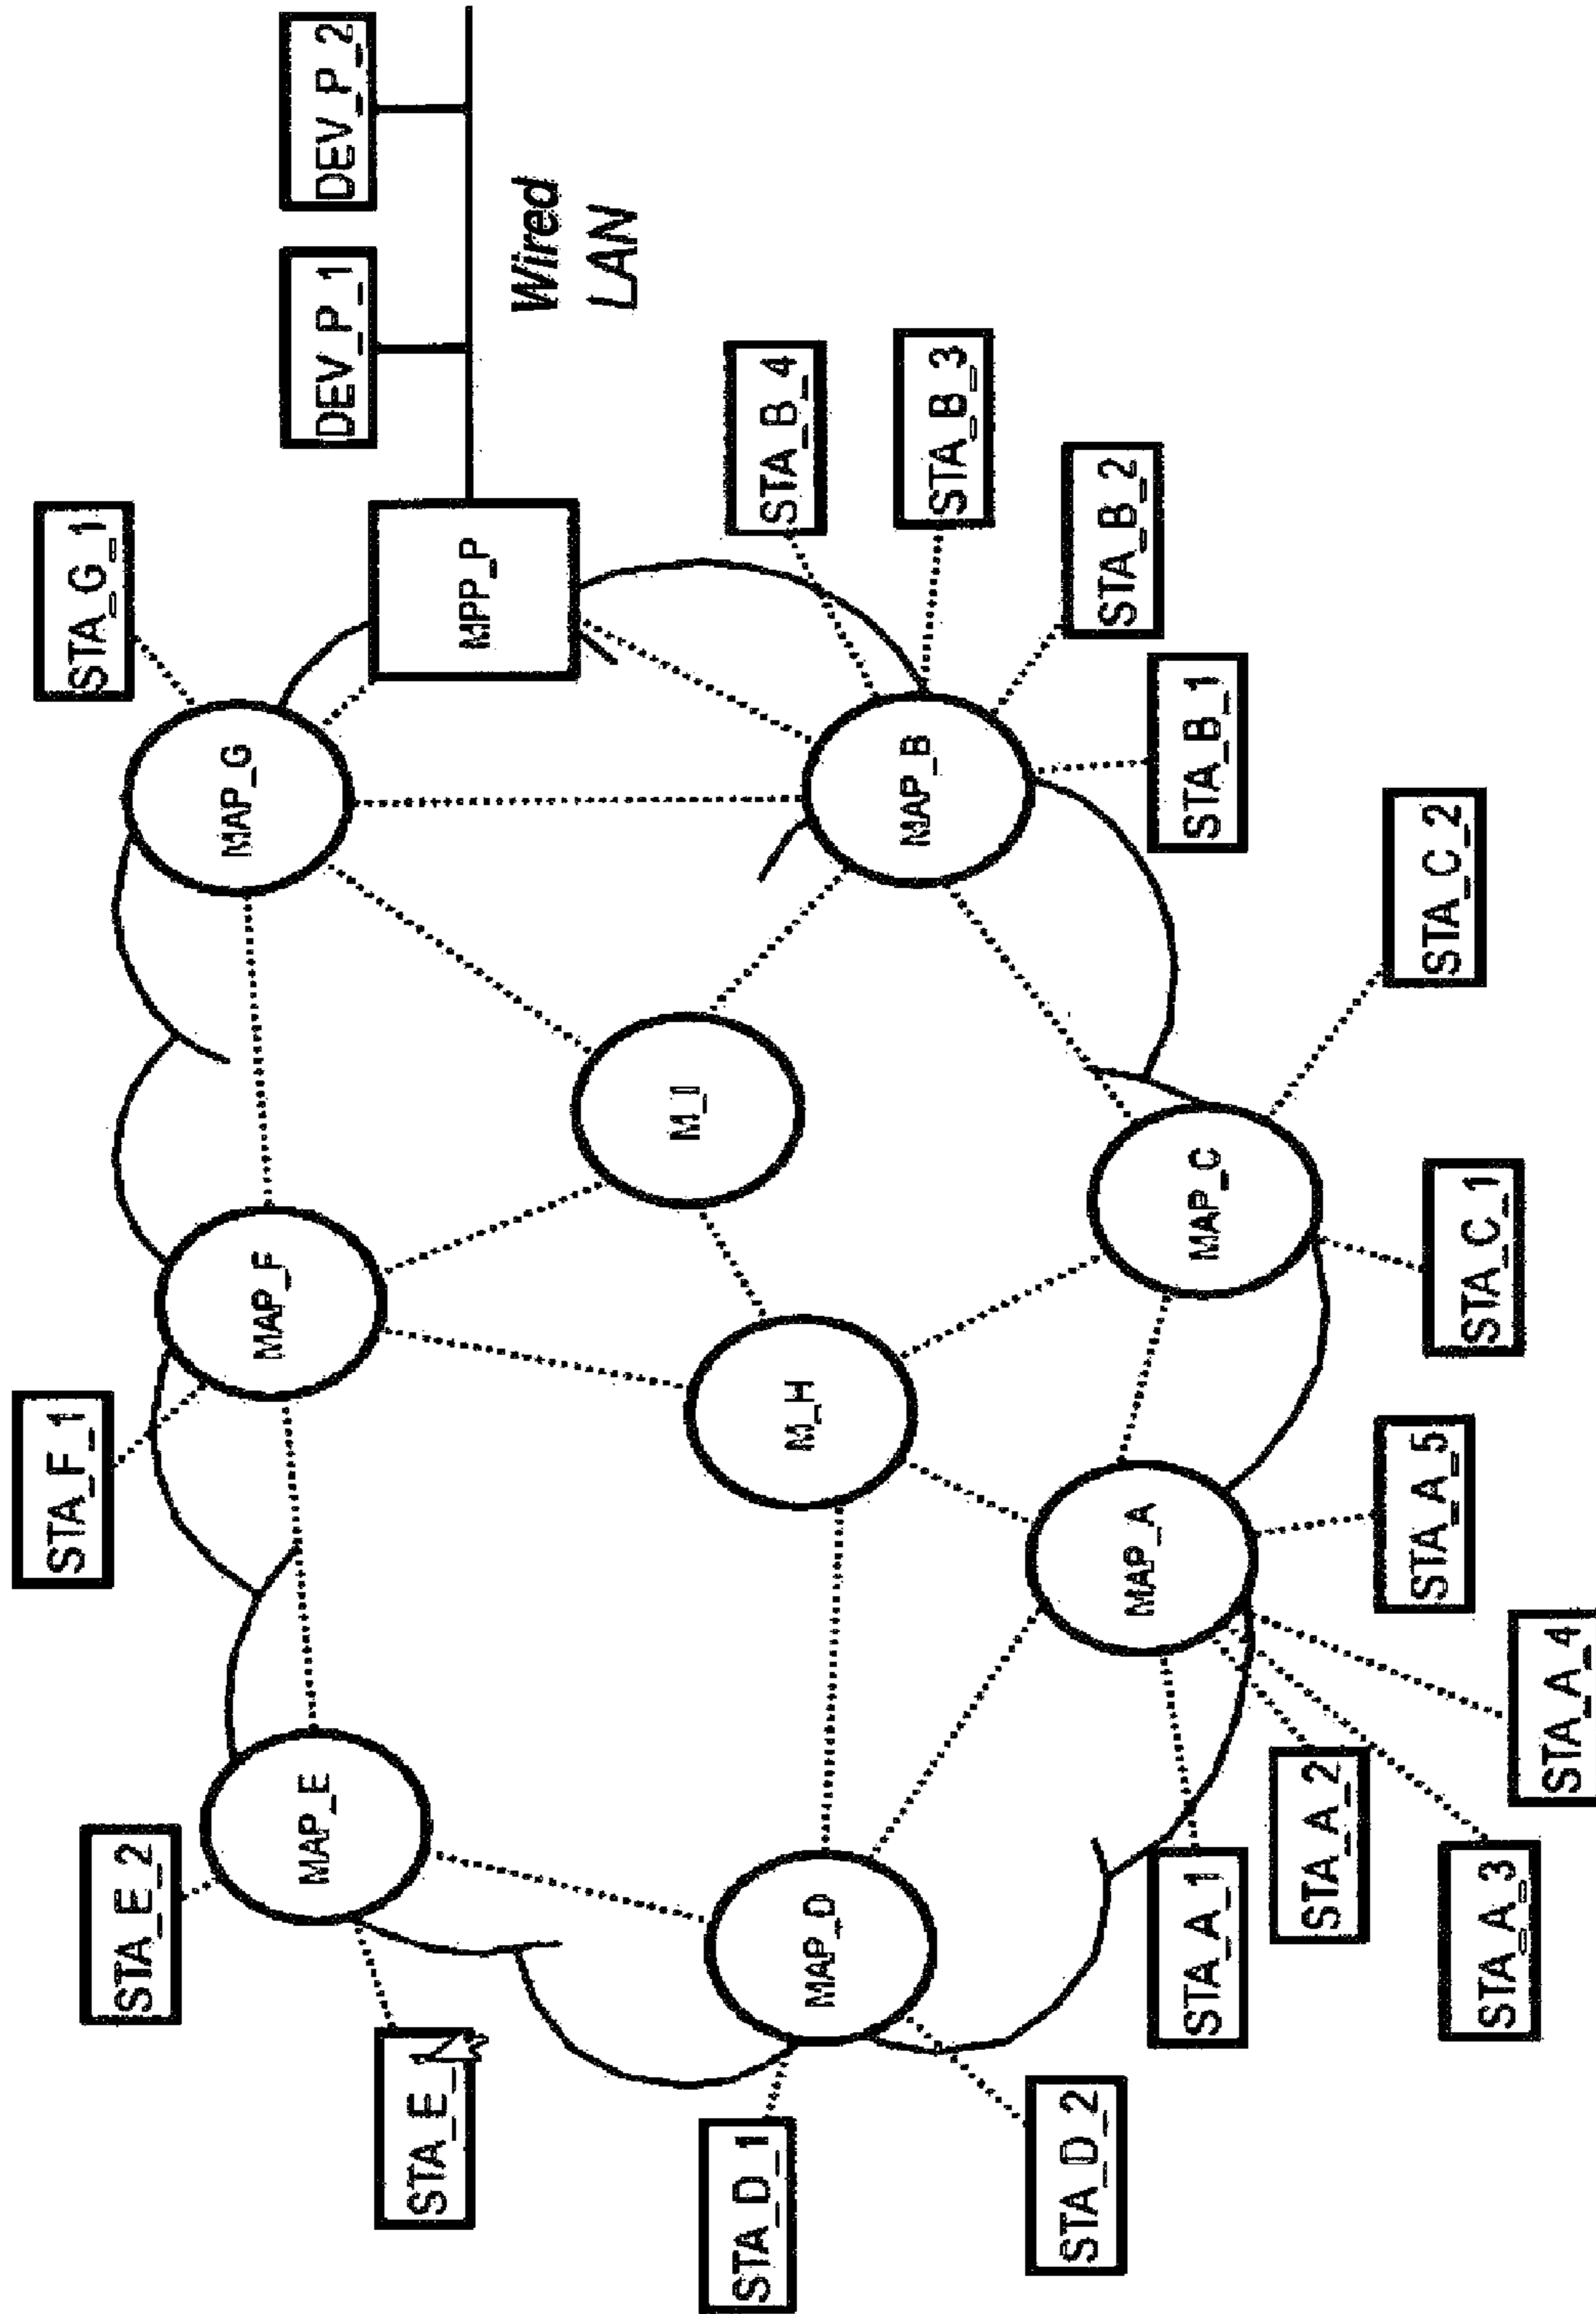 STA_F_1
STA_G_1
STA_E_2
MAP_G
MAP_F
MAP_E
DEV_P_1
DEV_P_2
STA_E_1
MPP_P
Wired
LAN
M_I
STA_D_1
STA_B_4
M_H
MAP_D
MAP_B
STA_B_3
STA_D_2
STA_B_2
MAP_A
STA_A_1
STA_B_1
MAP_C
STA_A_2
STA_A_5
STA_C_2
STA_C_1
STA_A_3
STA_A_4